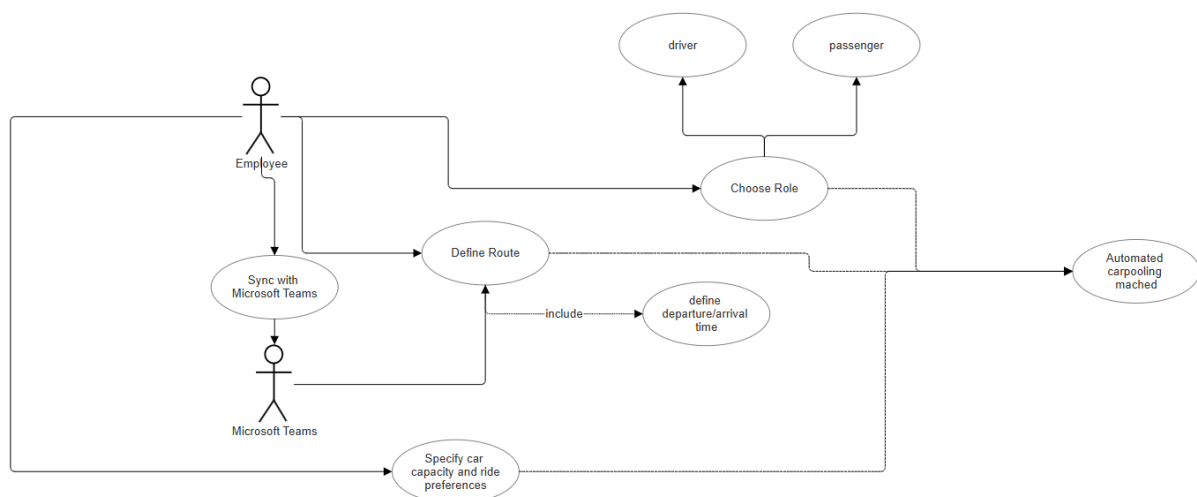 driver
passenger
Employee
Choose Role
Define Route
Automated
carpooling
mached
Sync with
Microsoft Teams
include
define
departure/arrival
time
Microsoft Teams
Specify car
capacity and ride
preferences